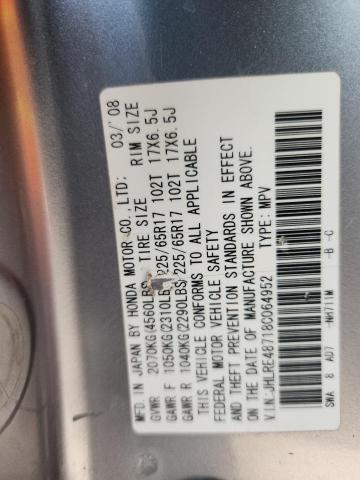 MFD. IN JAPAN BY HONDA MOTOR CO., LTD: 03/'08
TIRE SIZE RIM SIZE
GVWR 2070KG(4560LBS)
GAWR F 1050KG(2310LBS) 225/65R17 102T 17X6.5J
GAWR R 1040KG(2290LBS) 225/65R17 102T 17X6.5J
THIS VEHICLE CONFORMS TO ALL APPLICABLE
FEDERAL MOTOR VEHICLE SAFETY
AND THEFT PREVENTION STANDARDS IN EFFECT
ON THE DATE OF MANUFACTURE SHOWN ABOVE.
V.I.N:JHLRE48718C064952 TYPE: MPV
SWA 8 AD7 -NH711M -B -C